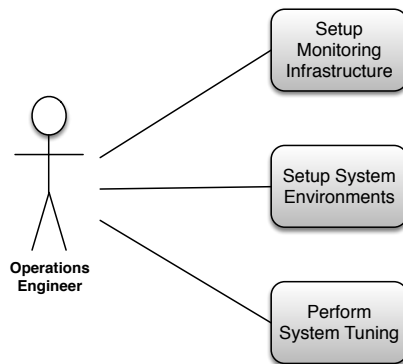 Setup
Monitoring
Infrastructure
Setup System
Environments
Operations
Engineer
Perform
System Tuning